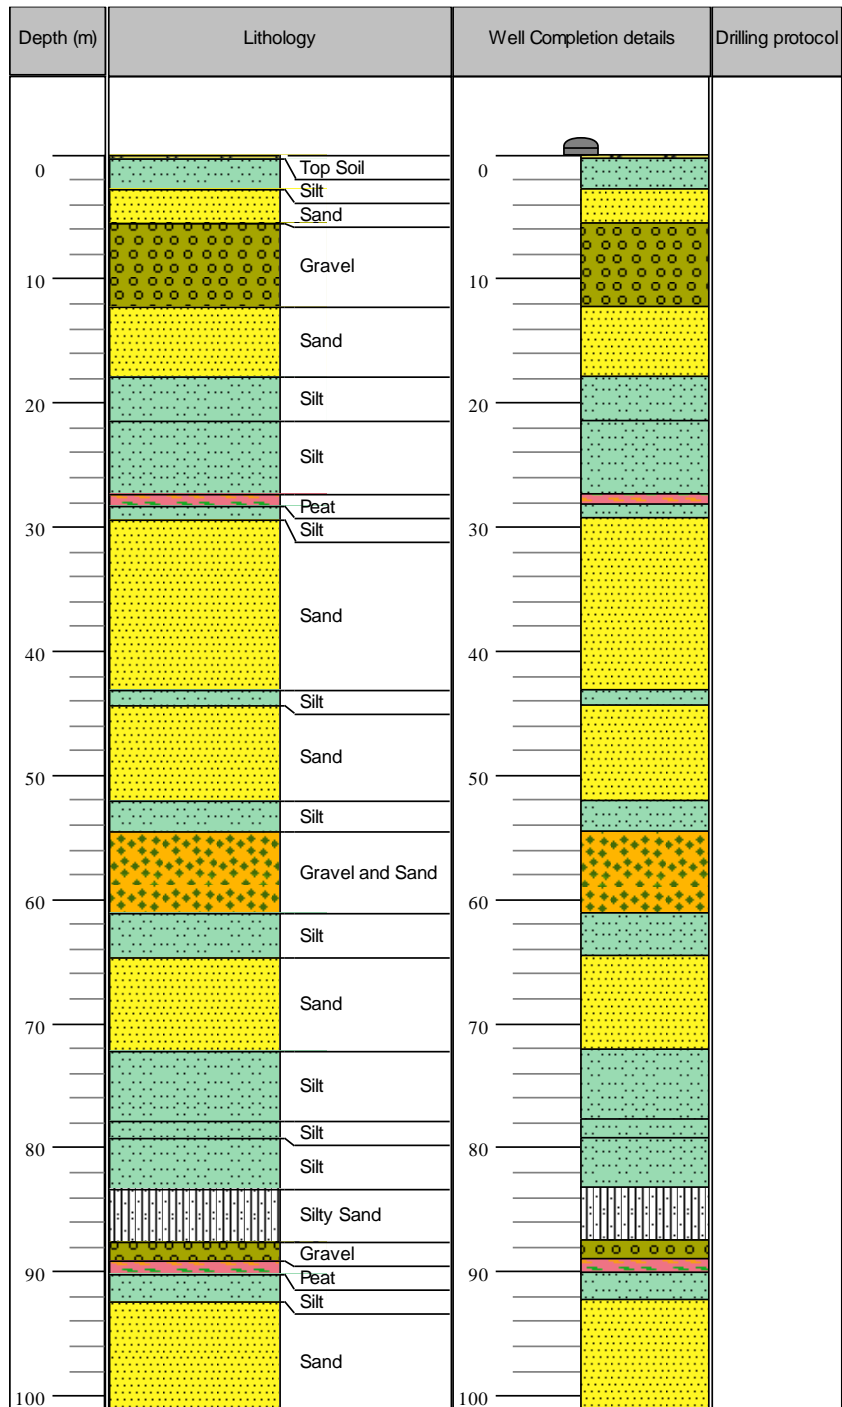 Depth (m) Lithology Well Completion details Drilling protocol
0 Top Soil 0
Silt
Sand
Gravel
10 10
Sand
Silt
20 20
Silt
Peat
30 Silt 30
Sand
40 40
Silt
Sand
50 50
Silt
Gravel and Sand
60 60
Silt
Sand
70 70
Silt
Silt
80 80
Silt
Silty Sand
Gravel
90 Peat 90
Silt
Sand
100 100